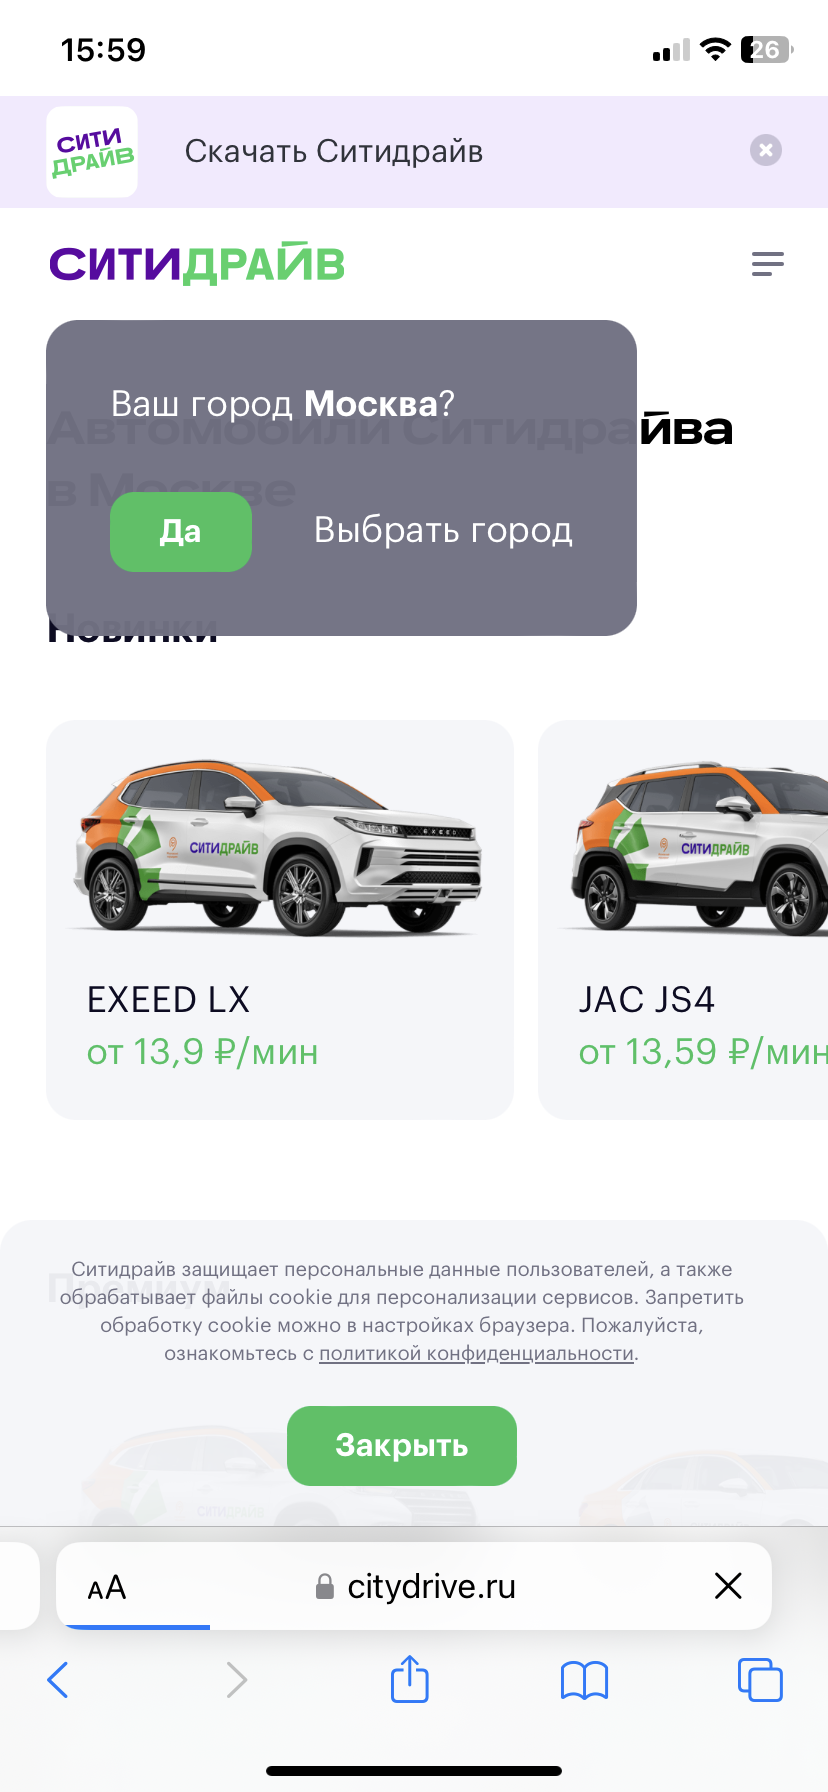 15:59
26
СИТИ
ДРАЙВ
Скачать Ситидрайв
СИТИДРАЙВ
Ваш город Москва?
Автомобили Ситидрайва
в Москве
Да
Выбрать город
Новинки
EXEED
СИТИДРАЙВ
СИТИДРАЙВ
EXEED LX
JAC JS4
от 13,9 ₽/мин
от 13,59 ₽/мин
Премиум
Ситидрайв защищает персональные данные пользователей, а также
обрабатывает файлы cookie для персонализации сервисов. Запретить
обработку cookie можно в настройках браузера. Пожалуйста,
ознакомьтесь с политикой конфиденциальности.
Закрыть
СИТИДРАЙВ
AA
citydrive.ru